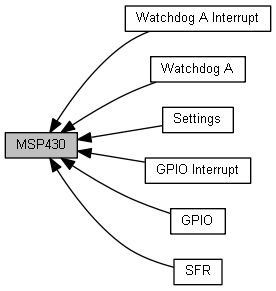 Watchdog A Interrupt
Watchdog A
Settings
MSP430
GPIO Interrupt
GPIO
SFR